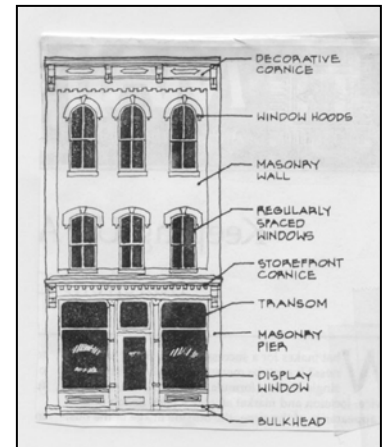 DECORATIVE
CORNICE
WINDOW HOODS
MASONRY
WALL
REGULARLY
SPACED
WINDOWS
STOREFRONT
CORNICE
TRANSOM
MASONRY
PIER
DISPLAY
WINDOW
BULKHEAD